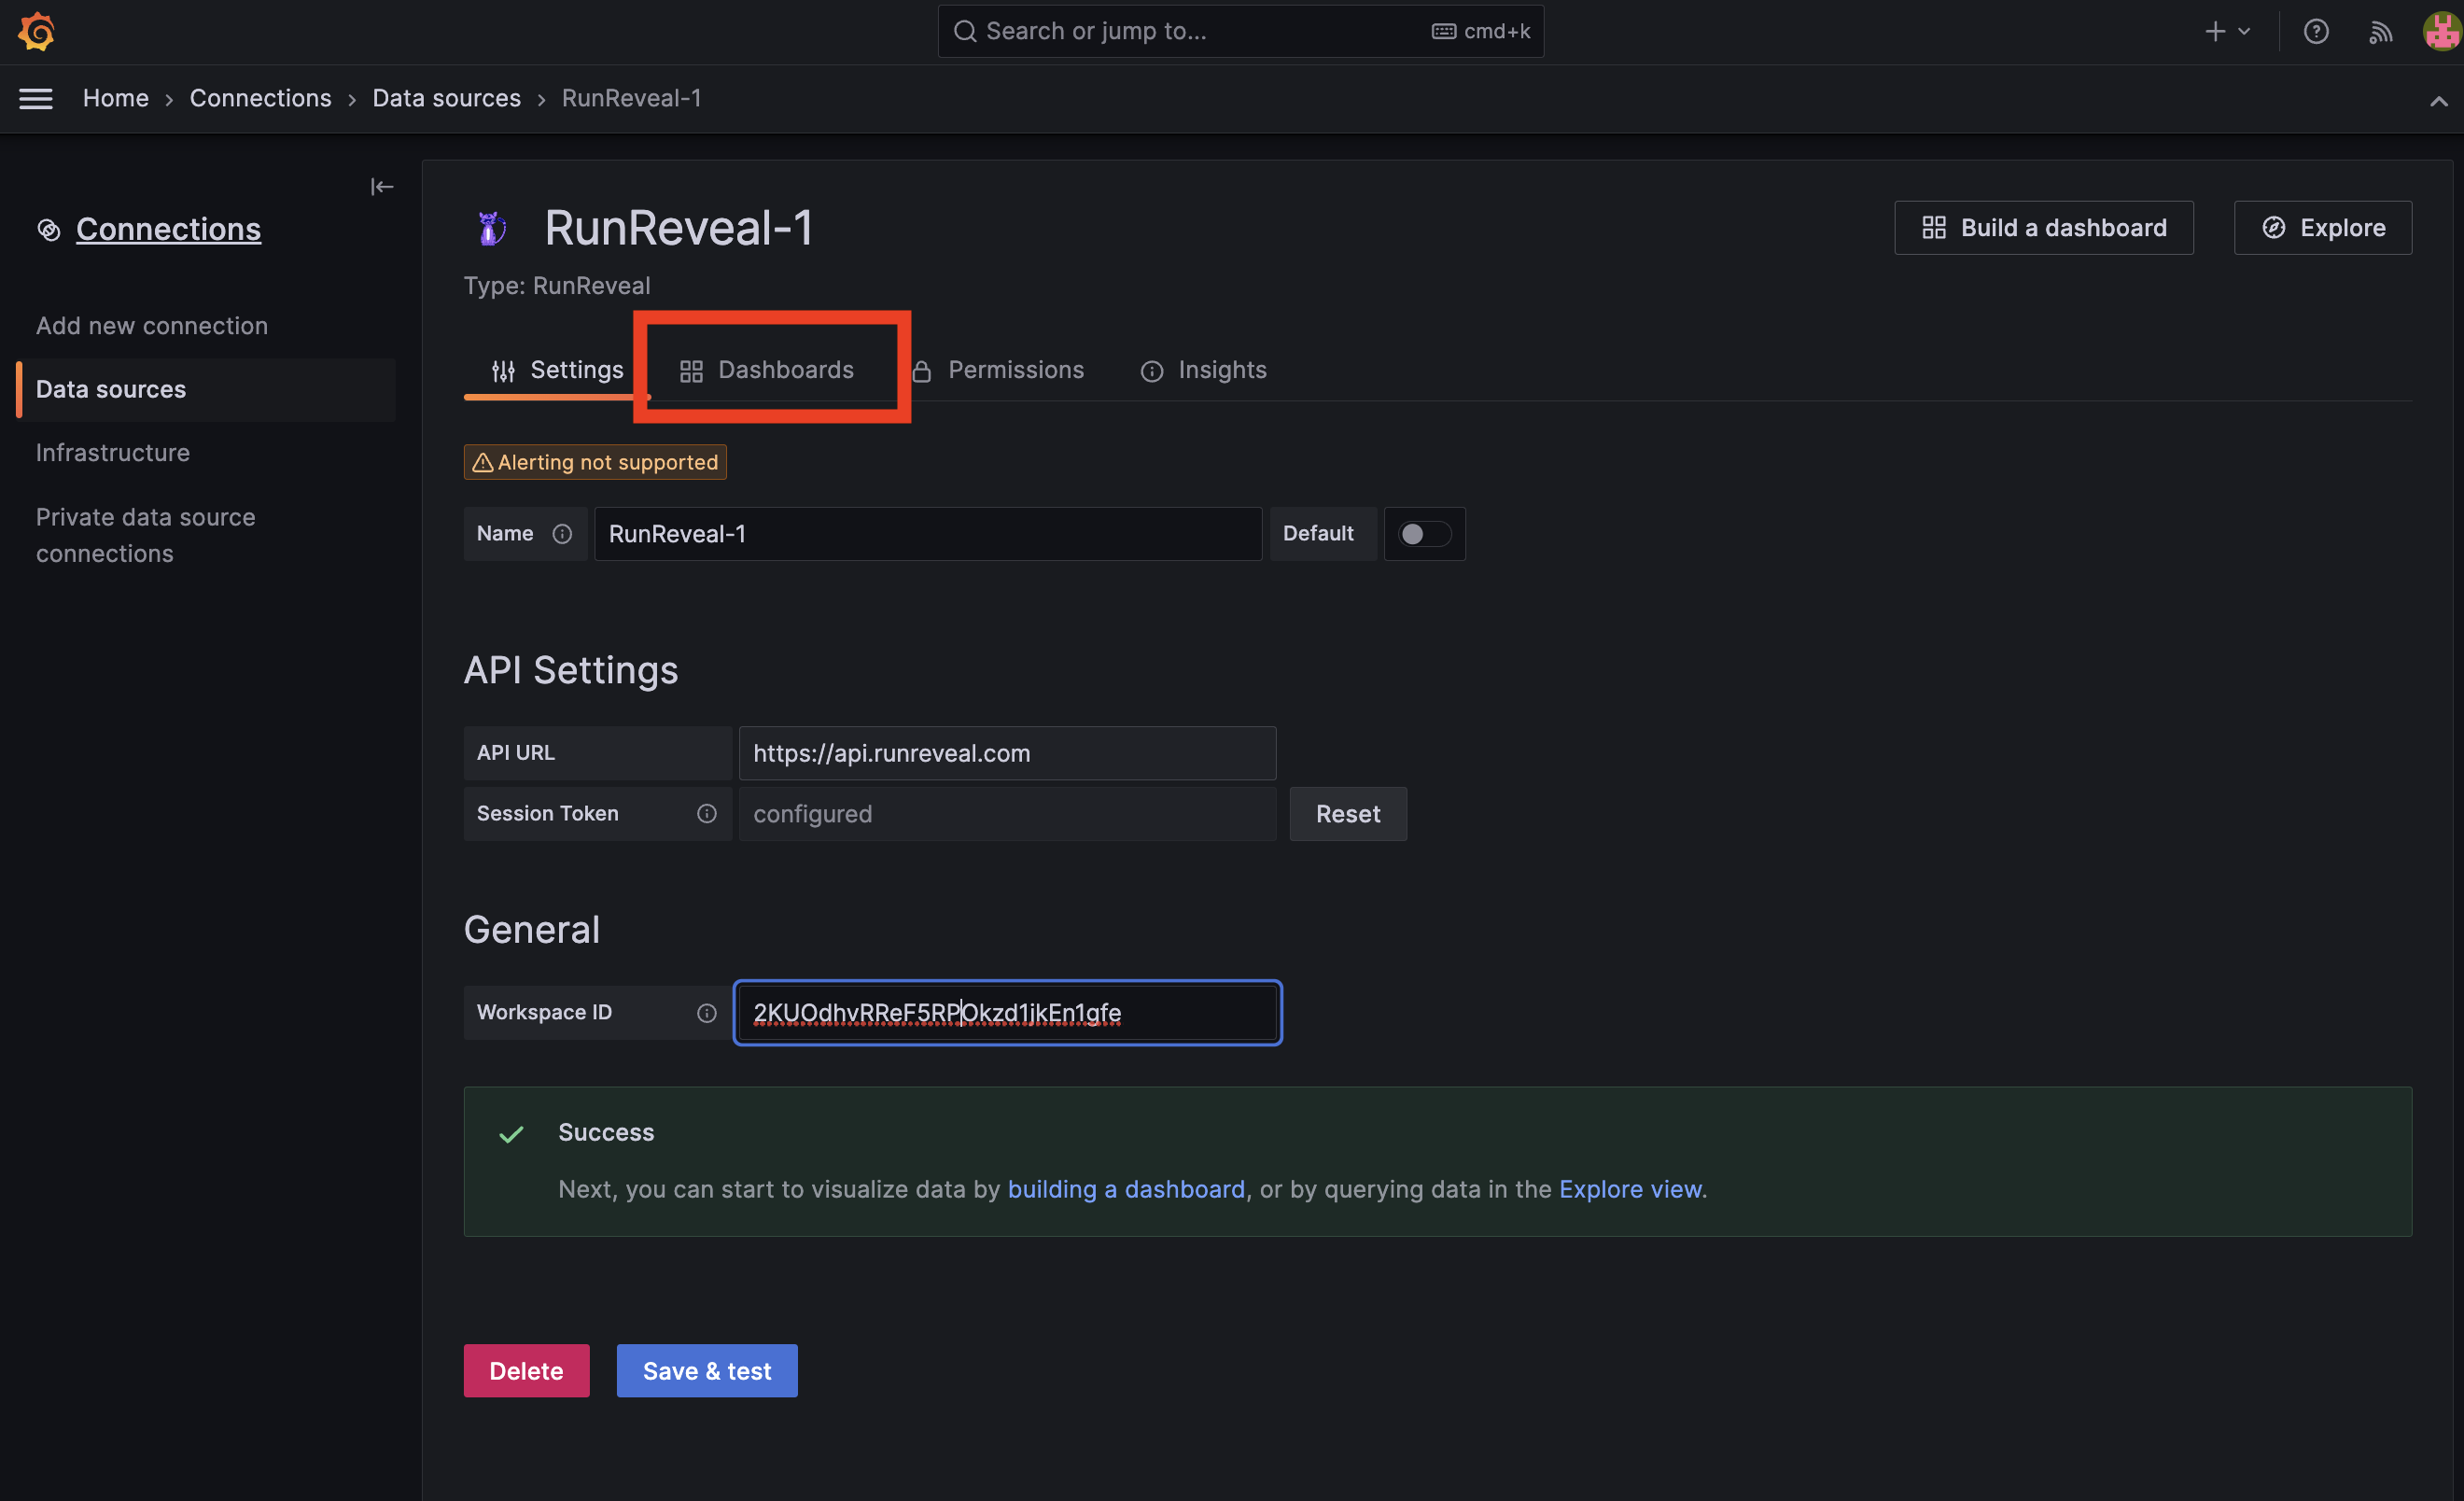 Search or jump to... cmd+k
Home › Connections › Data sources › RunReveal-1
Connections
Add new connection
Data sources
Infrastructure
Private data source
connections
RunReveal-1
Build a dashboard
Explore
Type: RunReveal
Settings Dashboards Permissions Insights
Alerting not supported
Name RunReveal-1 Default
API Settings
API URL https://api.runreveal.com
Session Token configured Reset
General
Workspace ID 2KUOdhvRReF5RPOkzd1jkEn1gfe
Success
Next, you can start to visualize data by building a dashboard, or by querying data in the Explore view.
Delete Save & test